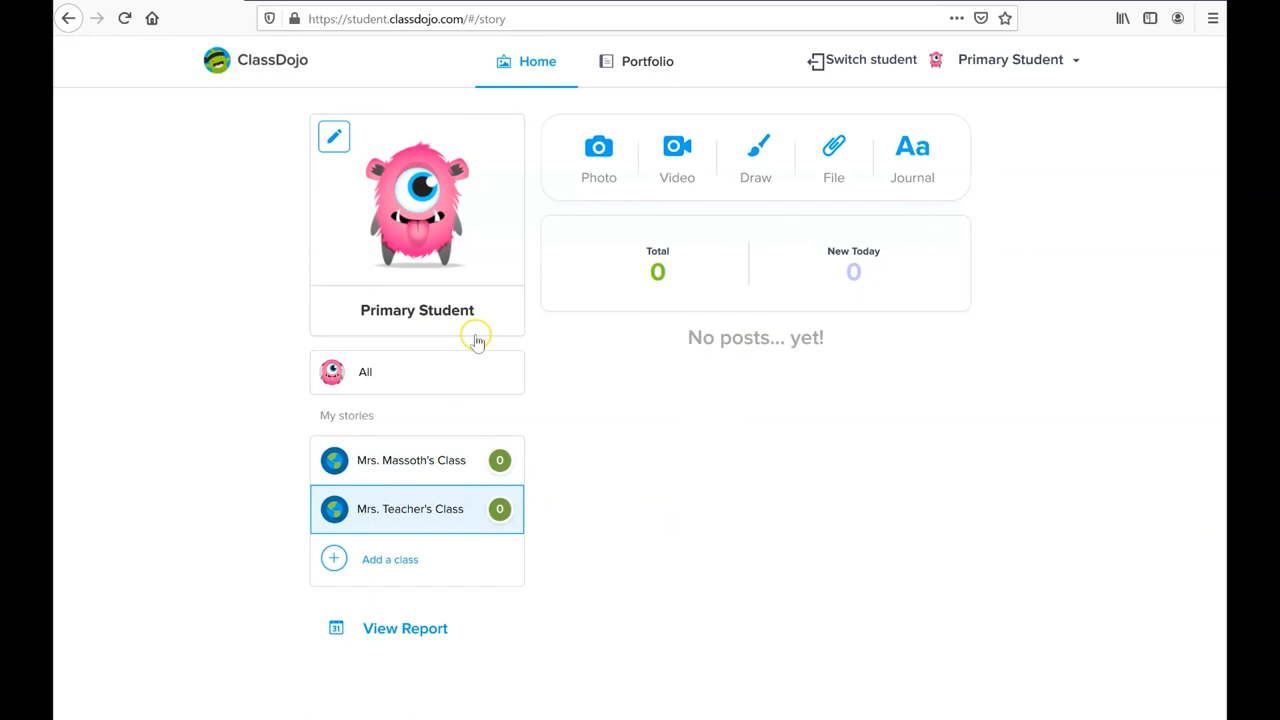 https://student.classdojo.com/#/story
ClassDojo
Home
Portfolio
Switch student
Primary Student
Photo
Video
Draw
File
Aa
Journal
Total
0
New Today
0
No posts... yet!
Primary Student
All
My stories
Mrs. Massoth's Class 0
Mrs. Teacher's Class 0
Add a class
31 View Report